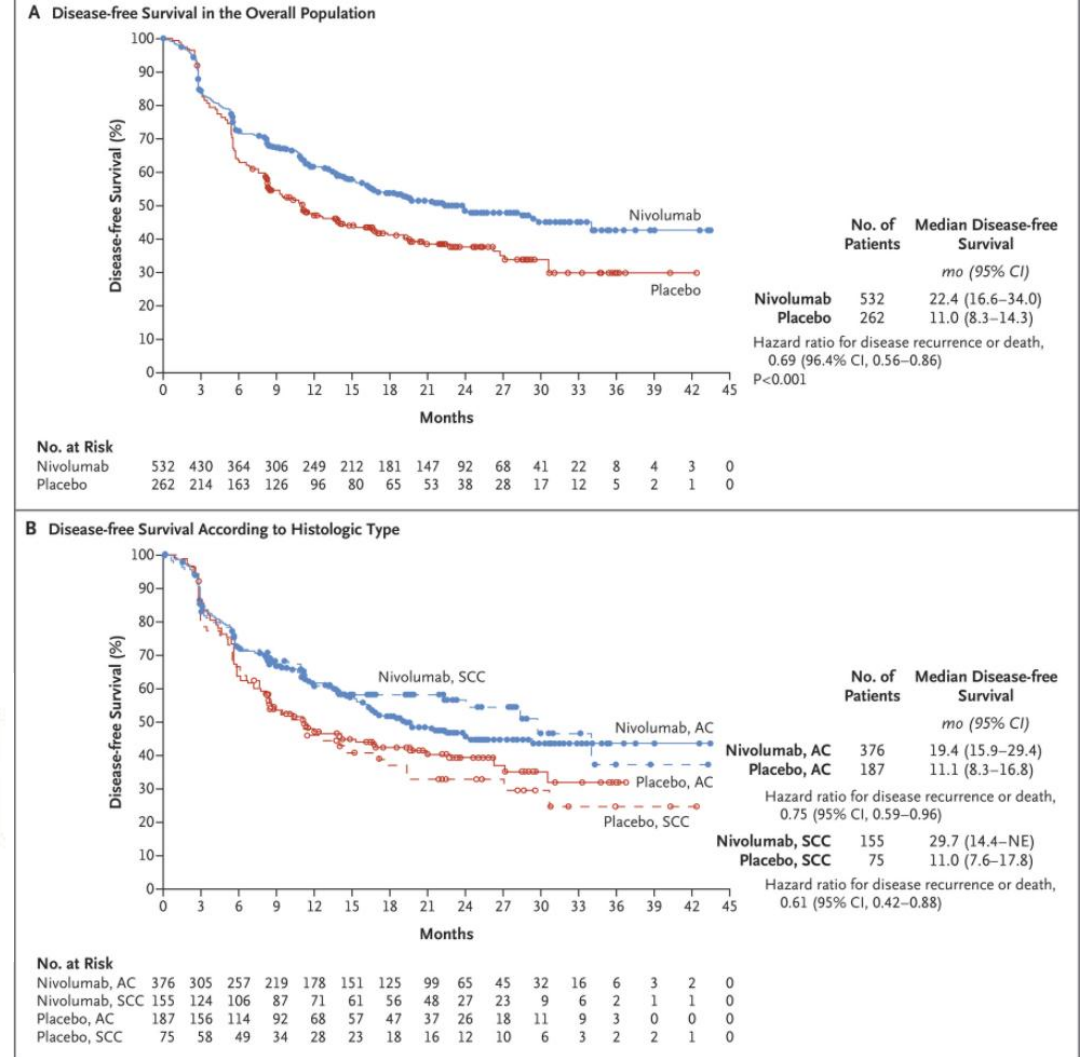 A Disease-free Survival in the Overall Population
Disease-free Survival (%)
100
90
80
70
60
50
40
30
20
10
0
Nivolumab
Placebo
0 3 6 9 12 15 18 21 24 27 30 33 36 39 42 45
Months
No. of Patients
Median Disease-free Survival
mo (95% CI)
Nivolumab 532 22.4 (16.6–34.0)
Placebo 262 11.0 (8.3–14.3)
Hazard ratio for disease recurrence or death,
0.69 (96.4% CI, 0.56–0.86)
P<0.001
No. at Risk
Nivolumab 532 430 364 306 249 212 181 147 92 68 41 22 8 4 3 0
Placebo 262 214 163 126 96 80 65 53 38 28 17 12 5 2 1 0
B Disease-free Survival According to Histologic Type
Disease-free Survival (%)
100
90
80
70
60
50
40
30
20
10
0
Nivolumab, SCC
Nivolumab, AC
Placebo, AC
Placebo, SCC
0 3 6 9 12 15 18 21 24 27 30 33 36 39 42 45
Months
No. of Patients
Median Disease-free Survival
mo (95% CI)
Nivolumab, AC 376 19.4 (15.9–29.4)
Placebo, AC 187 11.1 (8.3–16.8)
Hazard ratio for disease recurrence or death,
0.75 (95% CI, 0.59–0.96)
Nivolumab, SCC 155 29.7 (14.4–NE)
Placebo, SCC 75 11.0 (7.6–17.8)
Hazard ratio for disease recurrence or death,
0.61 (95% CI, 0.42–0.88)
No. at Risk
Nivolumab, AC 376 305 257 219 178 151 125 99 65 45 32 16 6 3 2 0
Nivolumab, SCC 155 124 106 87 71 61 56 48 27 23 9 6 2 1 1 0
Placebo, AC 187 156 114 92 68 57 47 37 26 18 11 9 3 0 0 0
Placebo, SCC 75 58 49 34 28 23 18 16 12 10 6 3 2 2 1 0